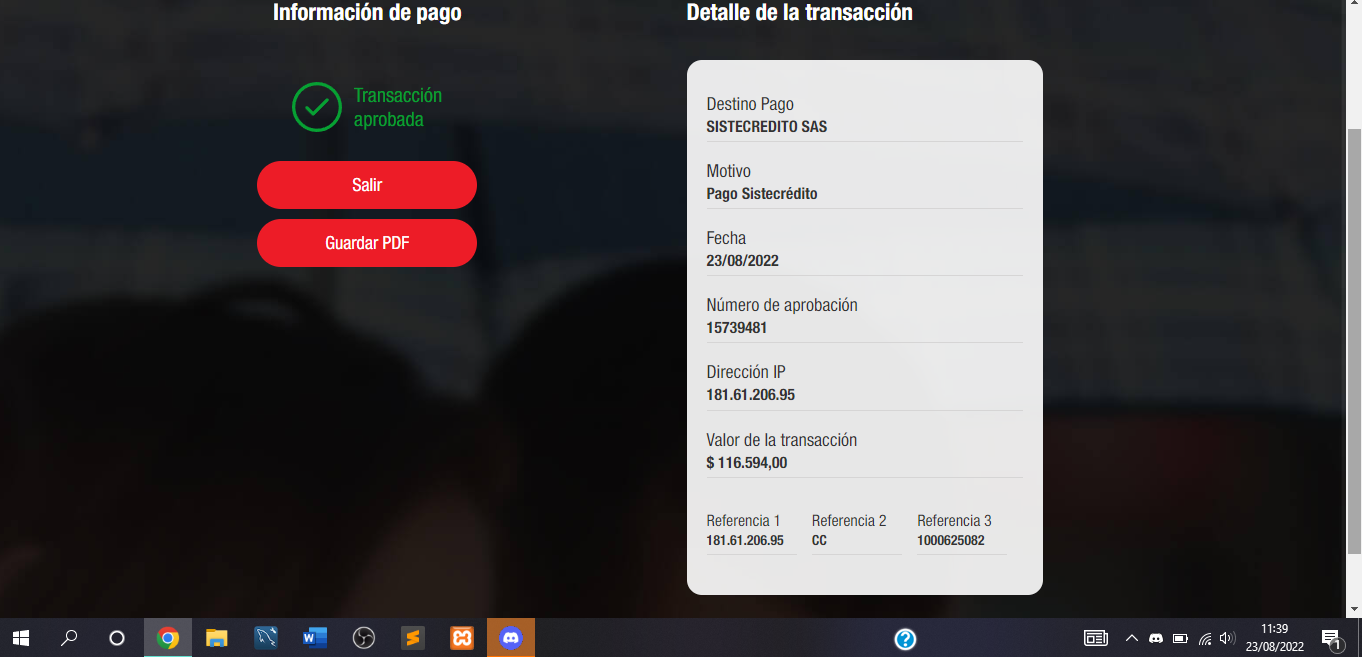 Información de pago
Transacción
aprobada
Salir
Guardar PDF
Detalle de la transacción
Destino Pago
SISTECREDITO SAS
Motivo
Pago Sistecrédito
Fecha
23/08/2022
Número de aprobación
15739481
Dirección IP
181.61.206.95
Valor de la transacción
$ 116.594,00
Referencia 1 Referencia 2 Referencia 3
181.61.206.95 CC 1000625082
11:39
23/08/2022
1